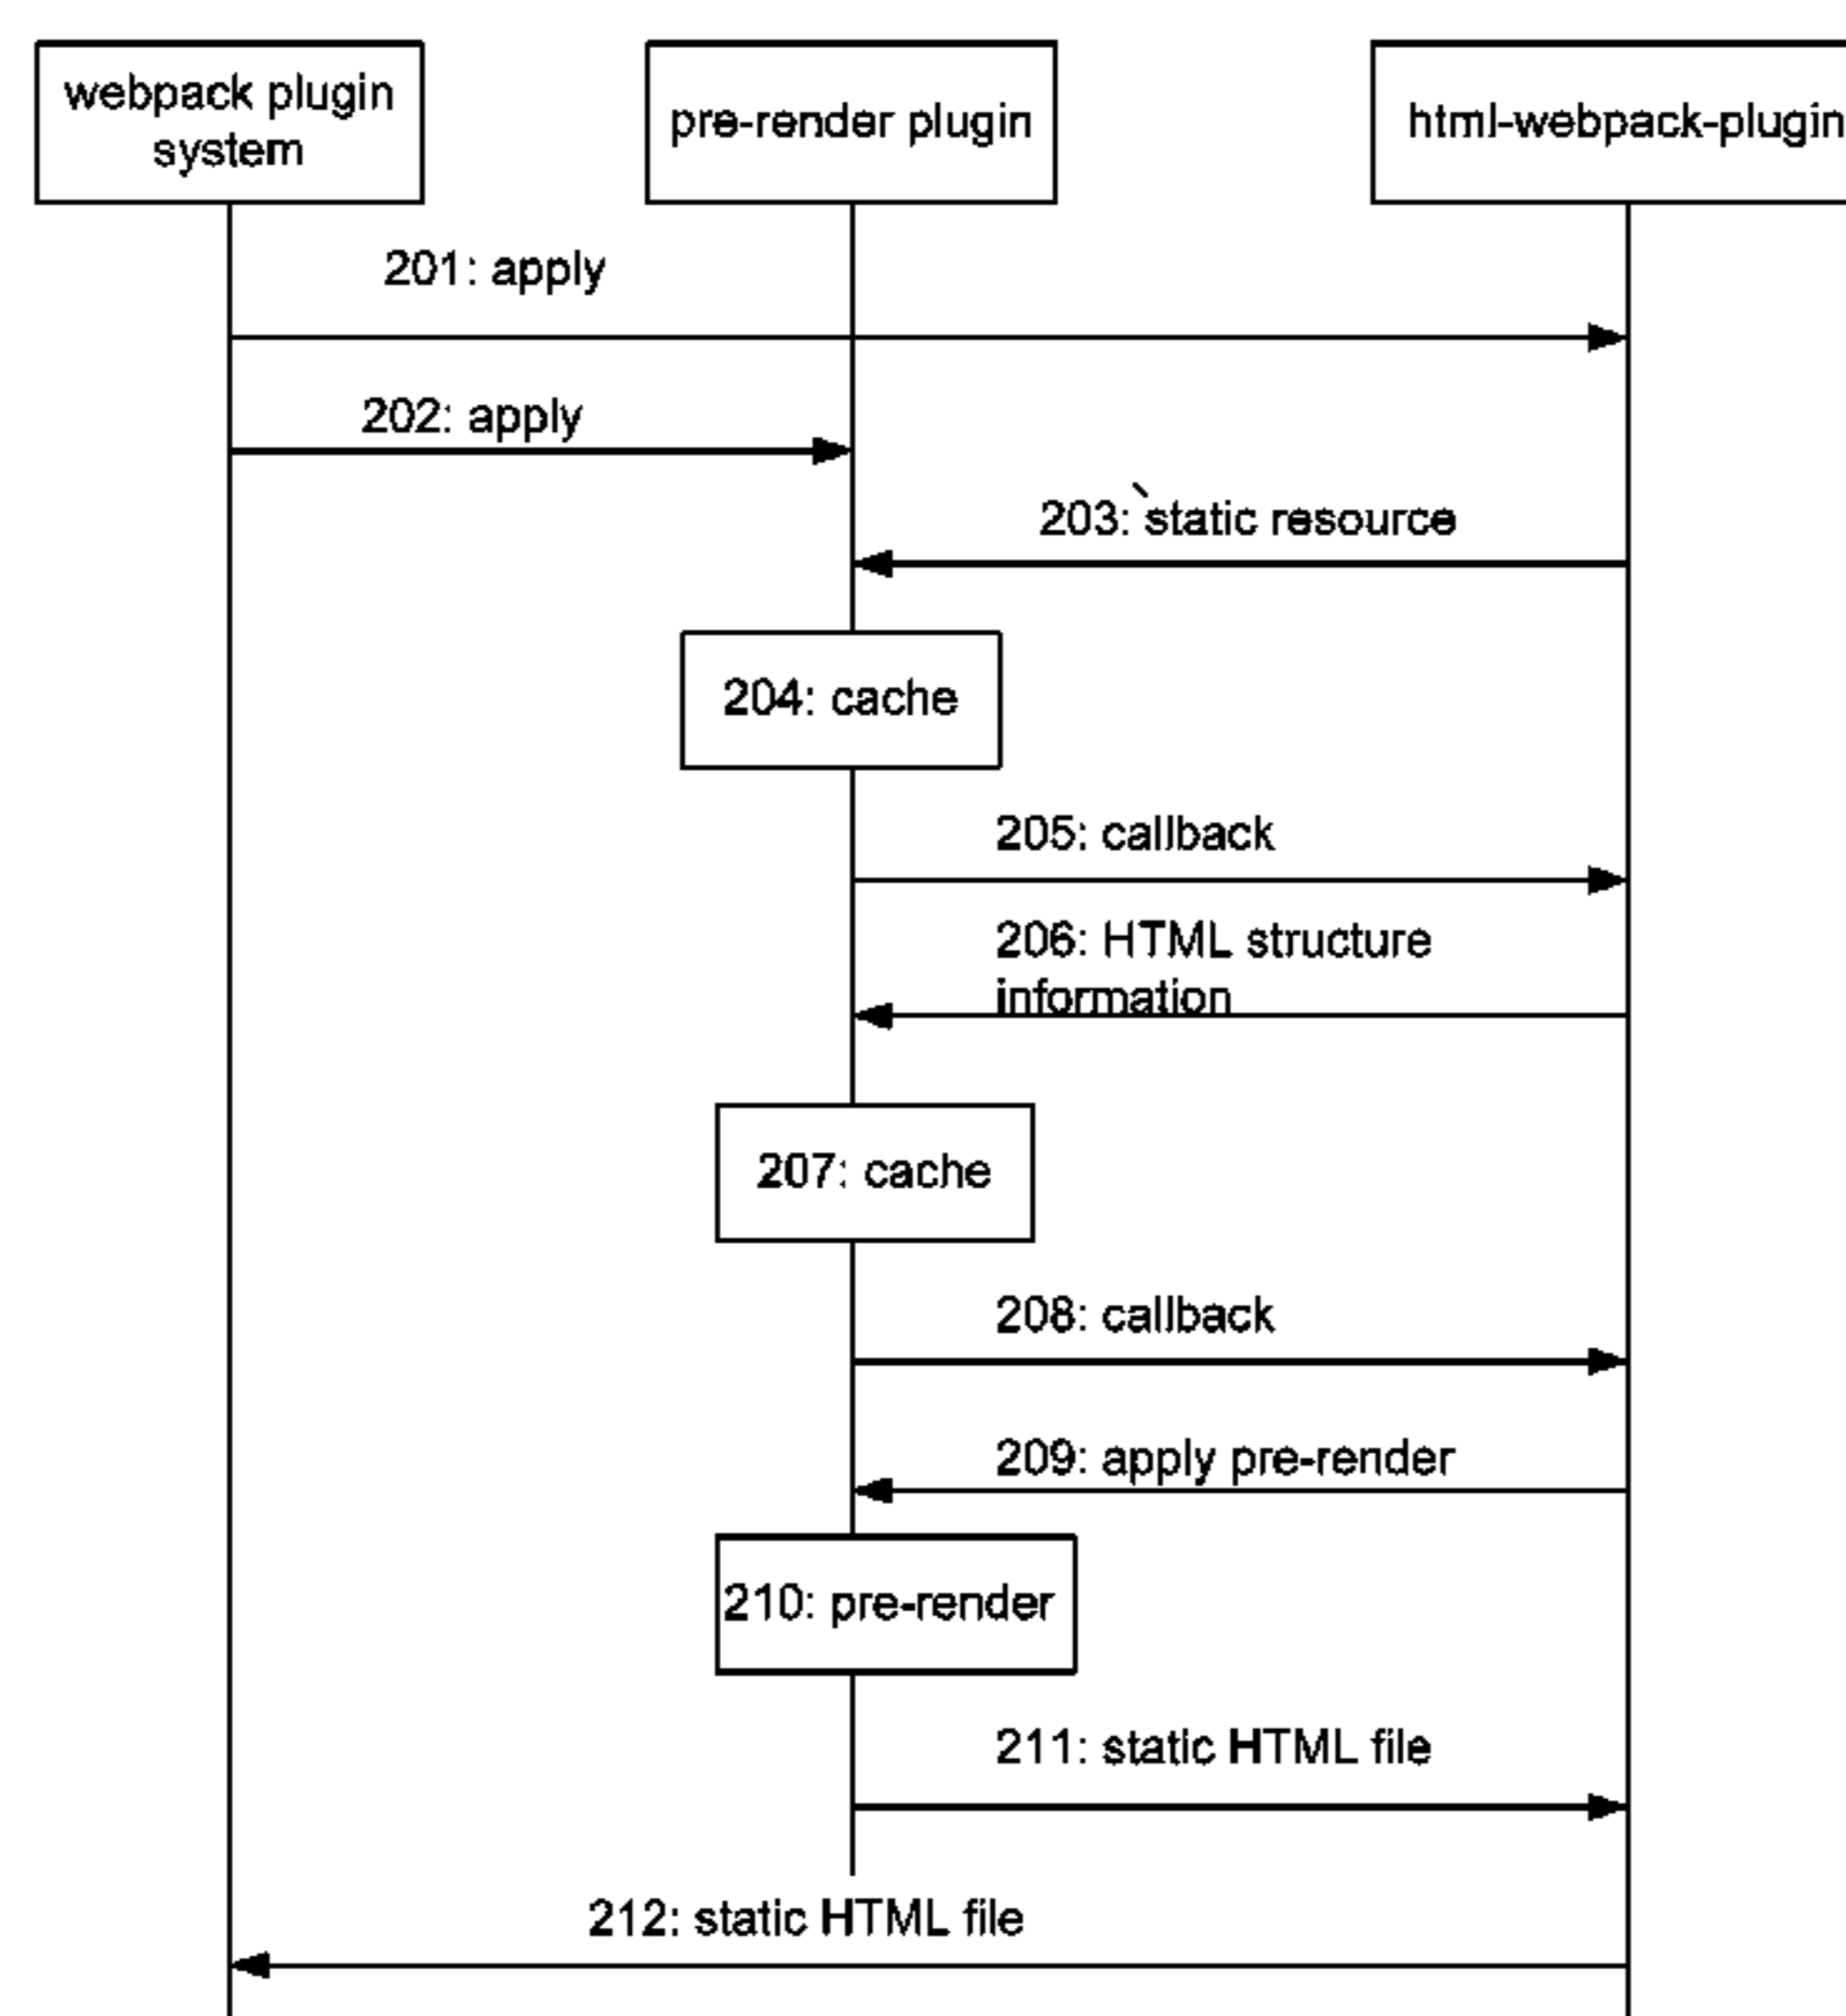 webpack plugin
system
pre-render plugin
html-webpack-plugin
201: apply
202: apply
203: `static resource
204: cache
205: callback
206: HTML structure
information
207: cache
208: callback
209: apply pre-render
210: pre-render
211: static HTML file
212: static HTML file